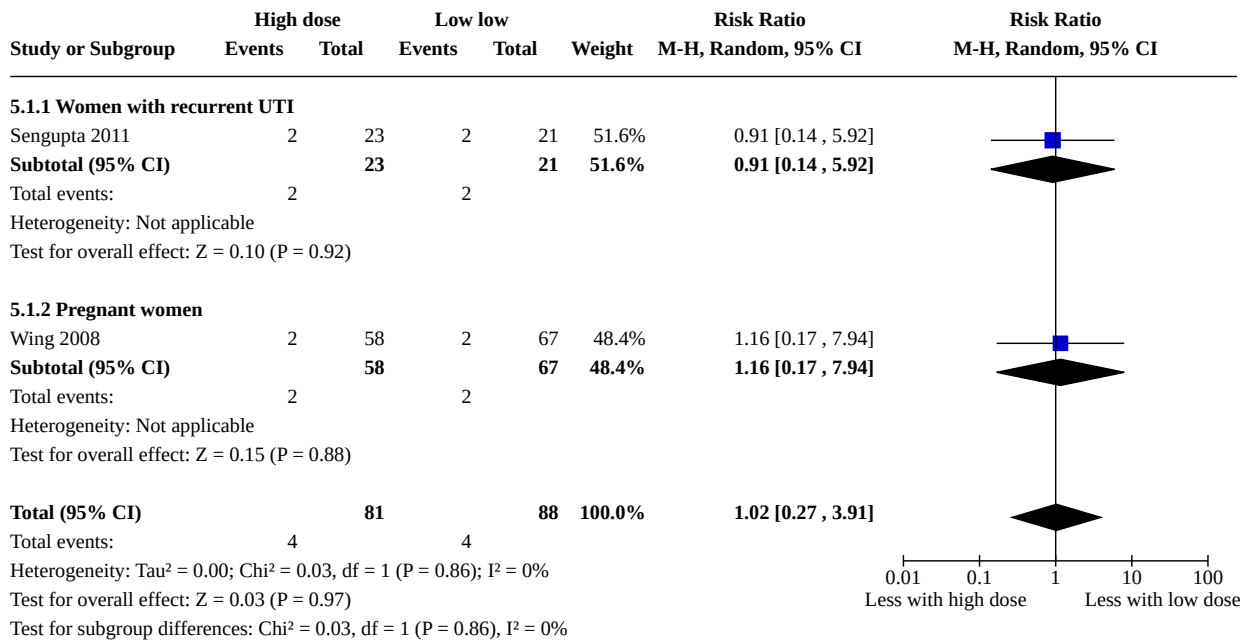 High dose Low low Risk Ratio Risk Ratio
Study or Subgroup Events Total Events Total Weight M-H, Random, 95% CI M-H, Random, 95% CI
5.1.1 Women with recurrent UTI
Sengupta 2011 2 23 2 21 51.6% 0.91 [0.14 , 5.92]
Subtotal (95% CI) 23 21 51.6% 0.91 [0.14 , 5.92]
Total events: 2 2
Heterogeneity: Not applicable
Test for overall effect: Z = 0.10 (P = 0.92)
5.1.2 Pregnant women
Wing 2008 2 58 2 67 48.4% 1.16 [0.17 , 7.94]
Subtotal (95% CI) 58 67 48.4% 1.16 [0.17 , 7.94]
Total events: 2 2
Heterogeneity: Not applicable
Test for overall effect: Z = 0.15 (P = 0.88)
Total (95% CI) 81 88 100.0% 1.02 [0.27 , 3.91]
Total events: 4 4
Heterogeneity: Tau² = 0.00; Chi² = 0.03, df = 1 (P = 0.86); I² = 0%
0.01 0.1 1 10 100
Test for overall effect: Z = 0.03 (P = 0.97) Less with high dose Less with low dose
Test for subgroup differences: Chi² = 0.03, df = 1 (P = 0.86), I² = 0%